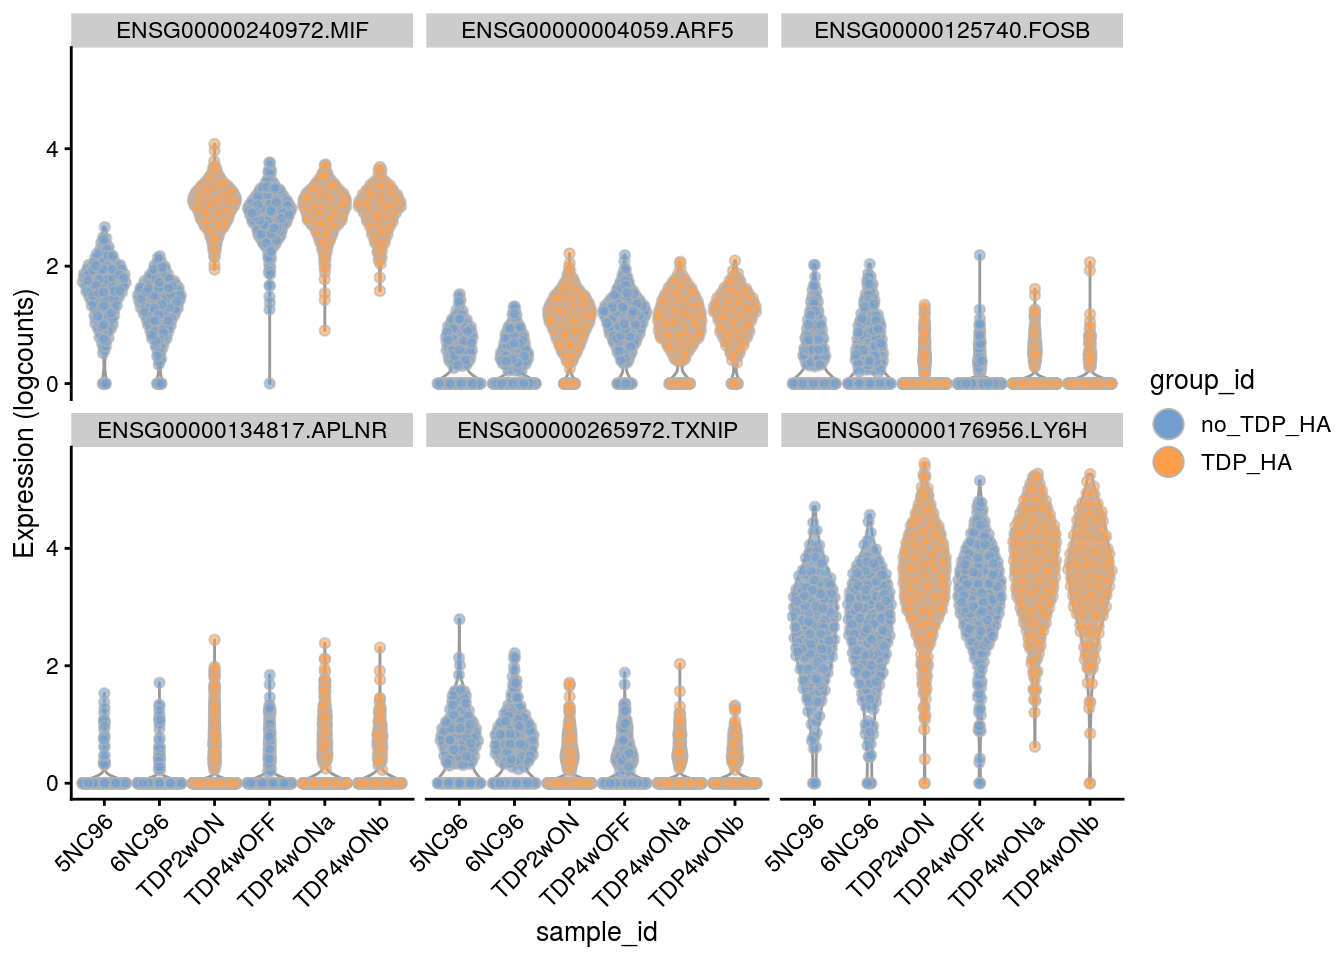 ENSG00000240972.MIF
ENSG00000004059.ARF5
ENSG00000125740.FOSB
4
2
0
ENSG00000134817.APLNR
ENSG00000265972.TXNIP
ENSG00000176956.LY6H
4
2
0
Expression (logcounts)
5NC96
6NC96
TDP2wON
TDP4wOFF
TDP4wONa
TDP4wONb
5NC96
6NC96
TDP2wON
TDP4wOFF
TDP4wONa
TDP4wONb
5NC96
6NC96
TDP2wON
TDP4wOFF
TDP4wONa
TDP4wONb
sample_id
group_id
no_TDP_HA
TDP_HA